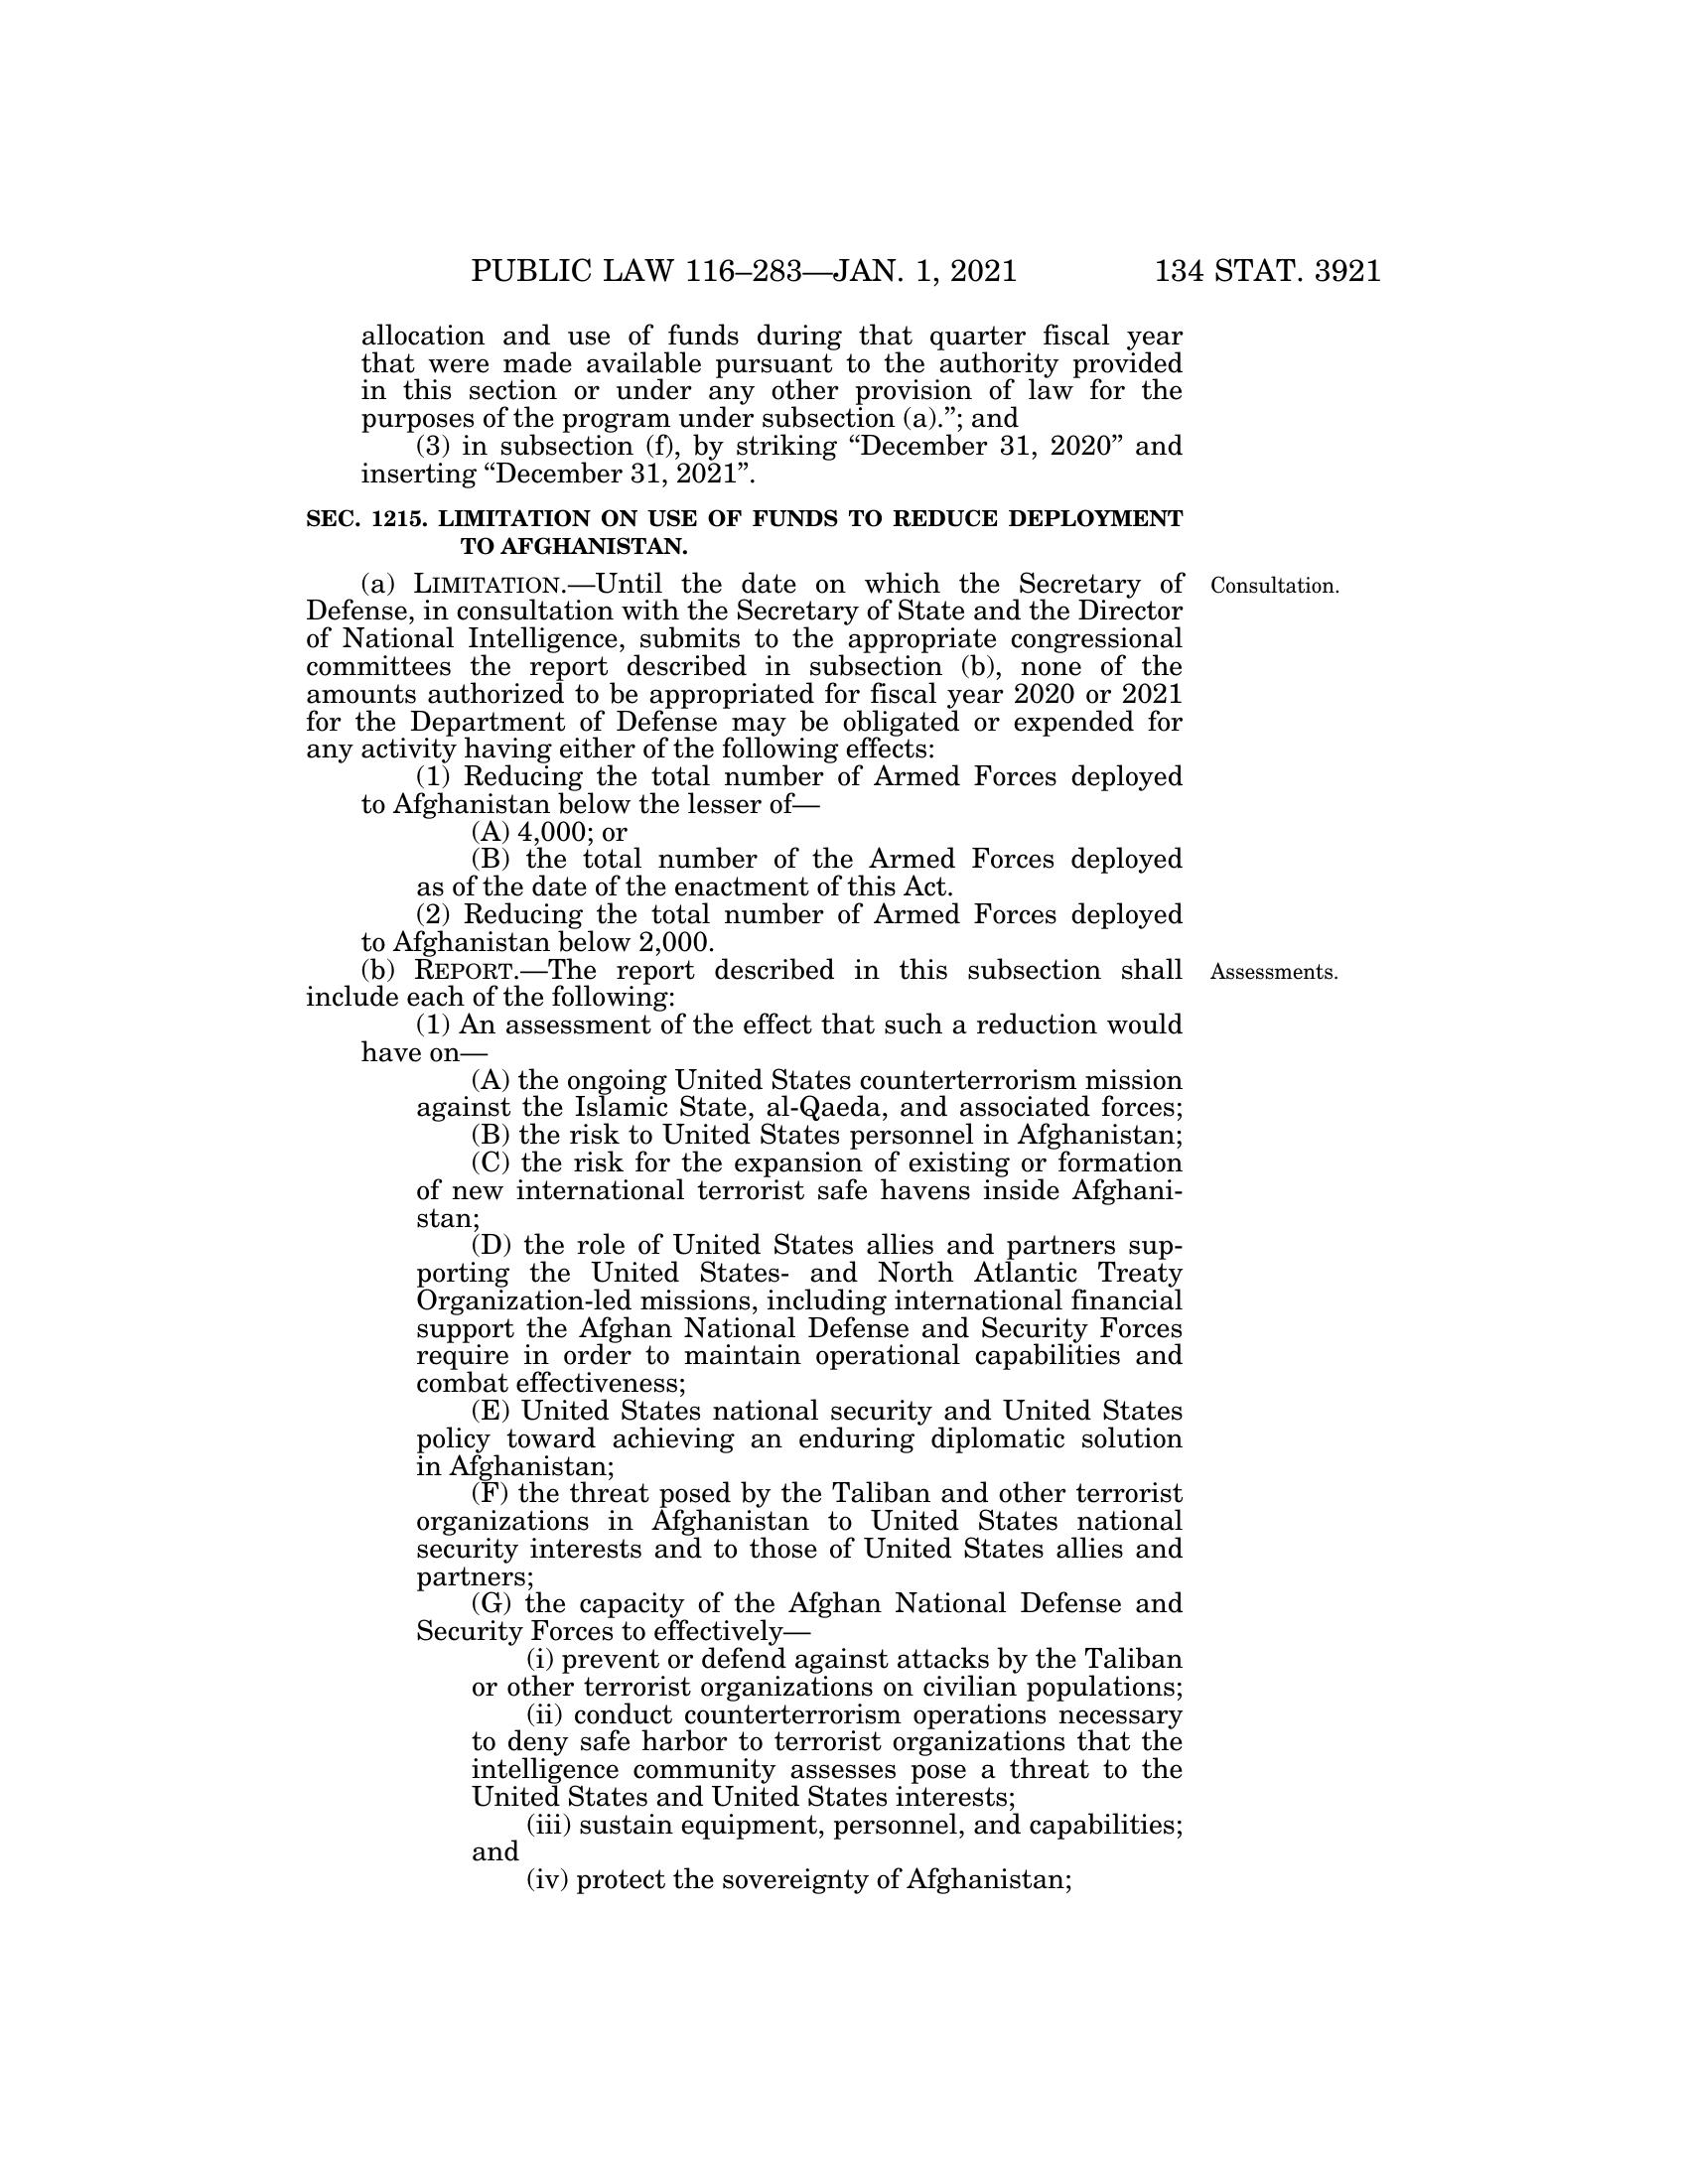 PUBLIC LAW 116–283—JAN. 1, 2021 134 STAT. 3921
allocation and use of funds during that quarter fiscal year
that were made available pursuant to the authority provided
in this section or under any other provision of law for the
purposes of the program under subsection (a).”; and
(3) in subsection (f), by striking “December 31, 2020” and
inserting “December 31, 2021”.
SEC. 1215. LIMITATION ON USE OF FUNDS TO REDUCE DEPLOYMENT
TO AFGHANISTAN.
(a) LIMITATION.—Until the date on which the Secretary of
Consultation.
Defense, in consultation with the Secretary of State and the Director
of National Intelligence, submits to the appropriate congressional
committees the report described in subsection (b), none of the
amounts authorized to be appropriated for fiscal year 2020 or 2021
for the Department of Defense may be obligated or expended for
any activity having either of the following effects:
(1) Reducing the total number of Armed Forces deployed
to Afghanistan below the lesser of—
(A) 4,000; or
(B) the total number of the Armed Forces deployed
as of the date of the enactment of this Act.
(2) Reducing the total number of Armed Forces deployed
to Afghanistan below 2,000.
(b) REPORT.—The report described in this subsection shall
Assessments.
include each of the following:
(1) An assessment of the effect that such a reduction would
have on—
(A) the ongoing United States counterterrorism mission
against the Islamic State, al-Qaeda, and associated forces;
(B) the risk to United States personnel in Afghanistan;
(C) the risk for the expansion of existing or formation
of new international terrorist safe havens inside Afghani-
stan;
(D) the role of United States allies and partners sup-
porting the United States- and North Atlantic Treaty
Organization-led missions, including international financial
support the Afghan National Defense and Security Forces
require in order to maintain operational capabilities and
combat effectiveness;
(E) United States national security and United States
policy toward achieving an enduring diplomatic solution
in Afghanistan;
(F) the threat posed by the Taliban and other terrorist
organizations in Afghanistan to United States national
security interests and to those of United States allies and
partners;
(G) the capacity of the Afghan National Defense and
Security Forces to effectively—
(i) prevent or defend against attacks by the Taliban
or other terrorist organizations on civilian populations;
(ii) conduct counterterrorism operations necessary
to deny safe harbor to terrorist organizations that the
intelligence community assesses pose a threat to the
United States and United States interests;
(iii) sustain equipment, personnel, and capabilities;
and
(iv) protect the sovereignty of Afghanistan;